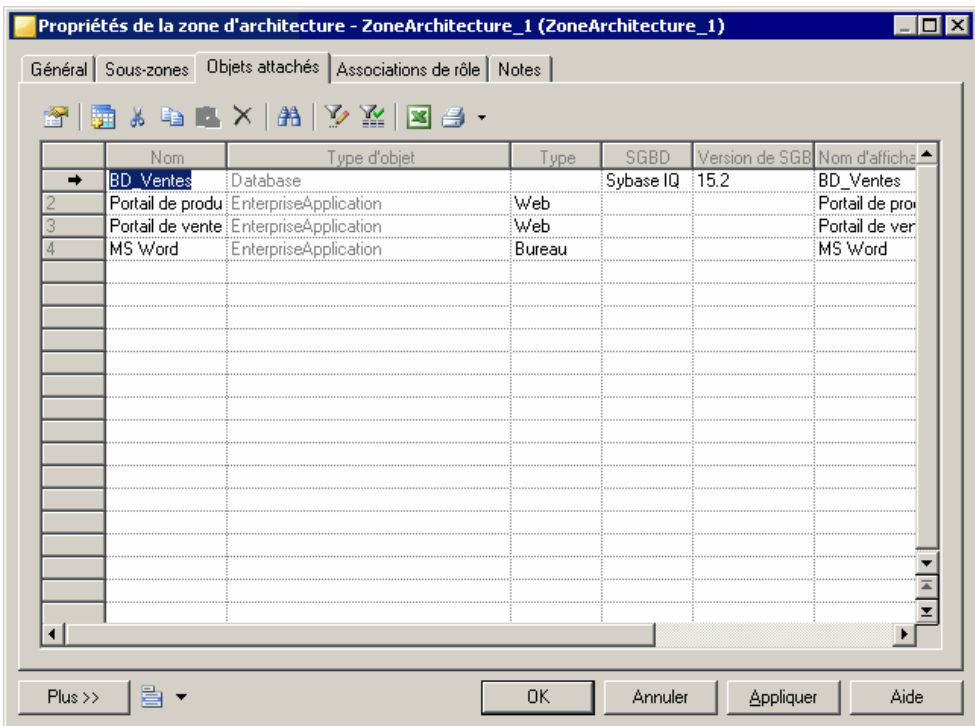 Propriétés de la zone d'architecture - ZoneArchitecture_1 (ZoneArchitecture_1)
Général Sous-zones Objets attachés Associations de rôle Notes
Nom Type d'objet Type SGBD Version de SGB Nom d'afficha
BD_Ventes Database Sybase IQ 15.2 BD_Ventes
2 Portail de produ EnterpriseApplication Web Portail de pro
3 Portail de vente EnterpriseApplication Web Portail de ven
4 MS Word EnterpriseApplication Bureau MS Word
Plus >> OK Annuler Appliquer Aide